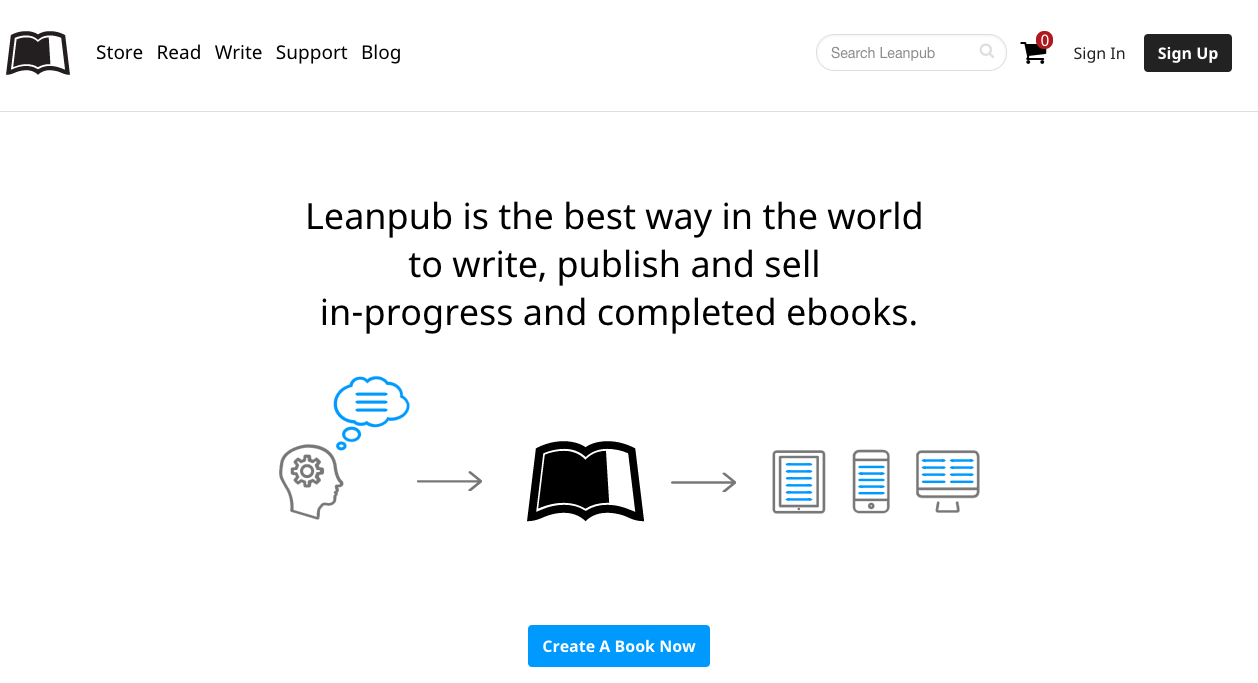 Store Read Write Support Blog
Search Leanpub
0
Sign In
Sign Up
Leanpub is the best way in the world
to write, publish and sell
in-progress and completed ebooks.
Create A Book Now